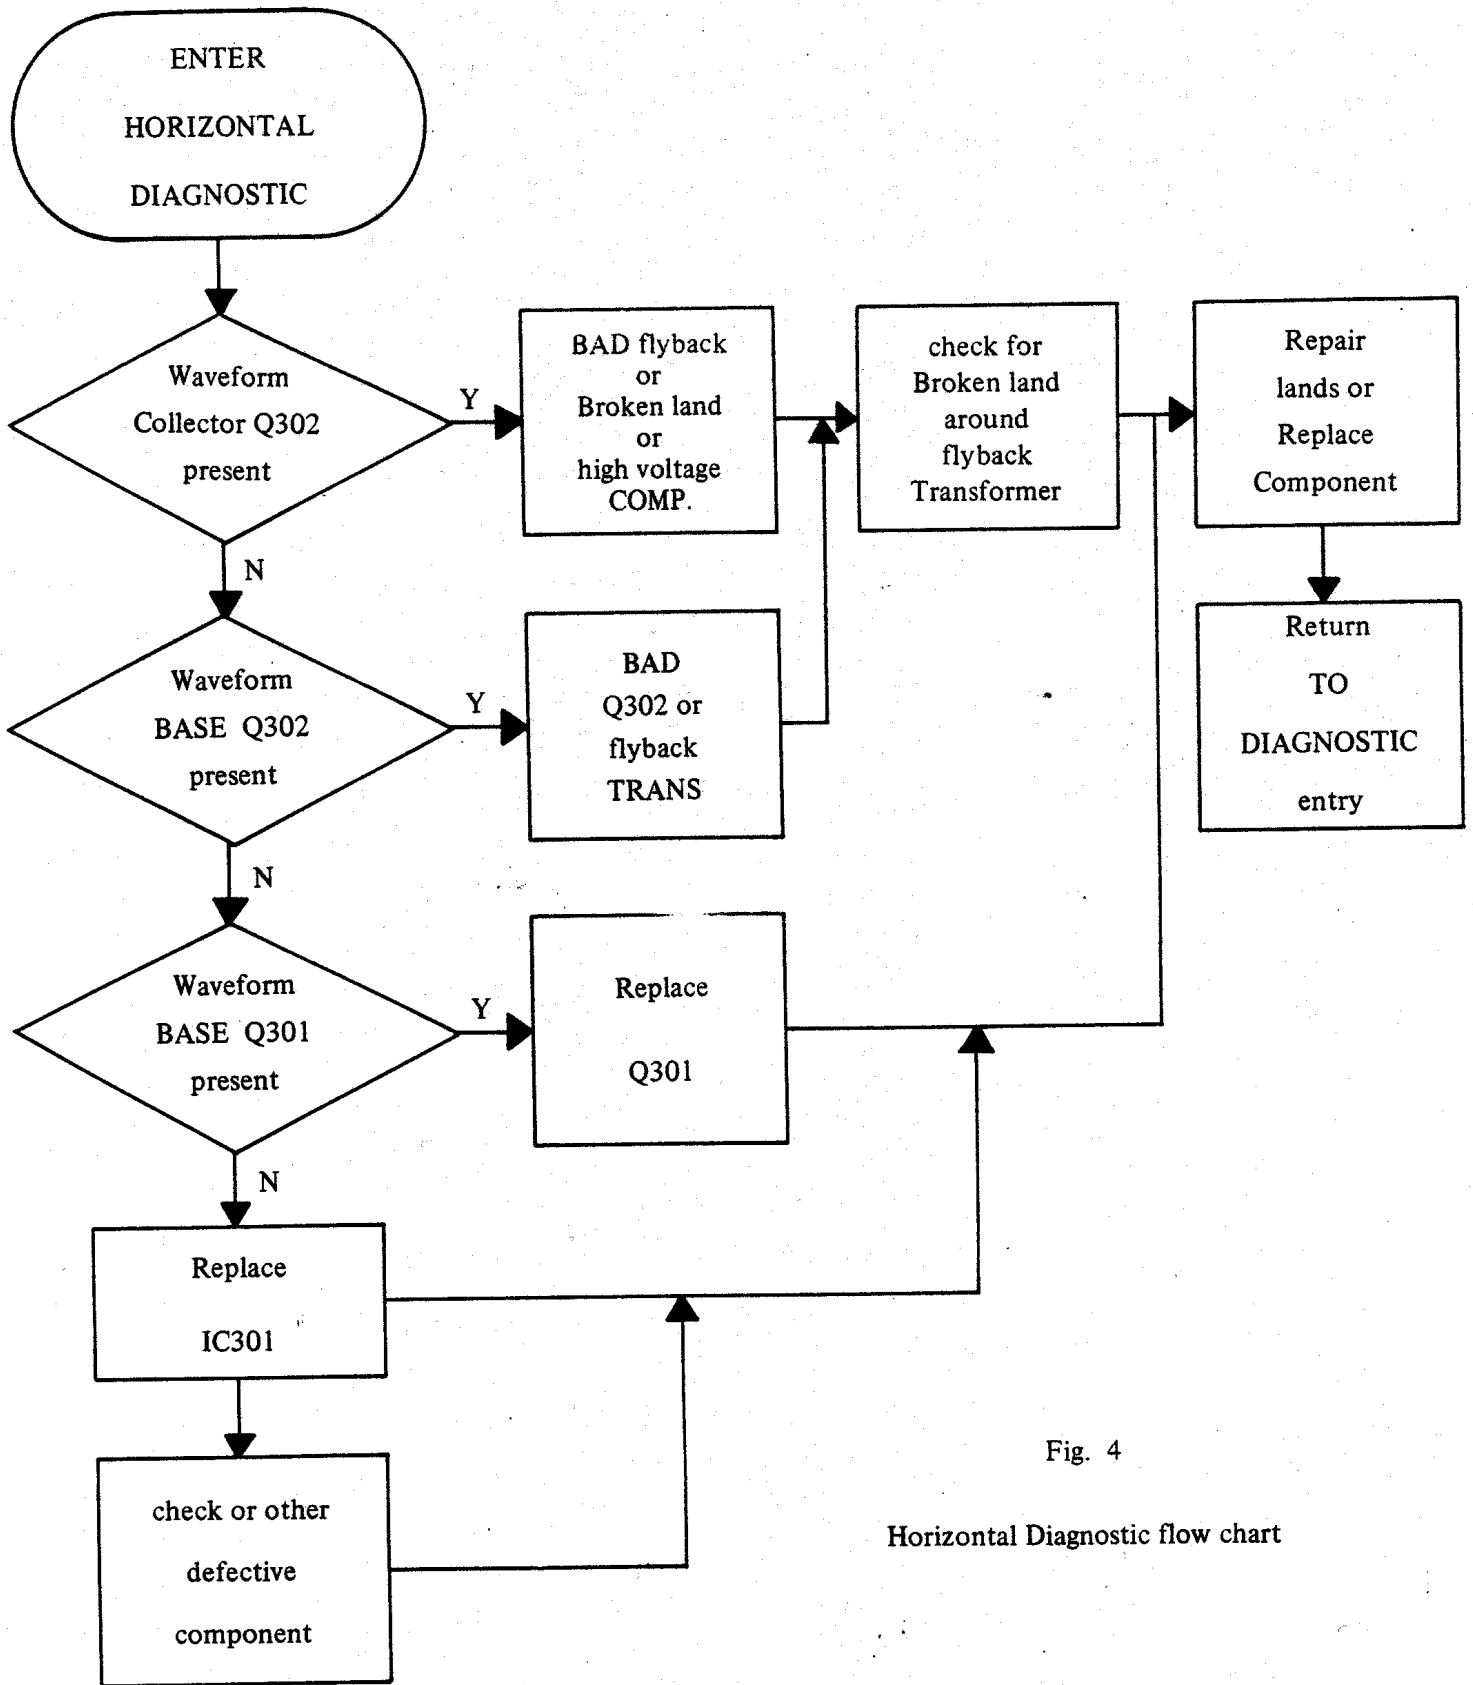 ENTER
HORIZONTAL
DIAGNOSTIC
Waveform
Collector Q302
present
Y
BAD flyback
or
Broken land
or
high voltage
COMP.
check for
Broken land
around
flyback
Transformer
Repair
lands or
Replace
Component
Return
TO
DIAGNOSTIC
entry
N
Waveform
BASE Q302
present
Y
BAD
Q302 or
flyback
TRANS
N
Waveform
BASE Q301
present
Y
Replace
Q301
N
Replace
IC301
check or other
defective
component
Fig. 4
Horizontal Diagnostic flow chart